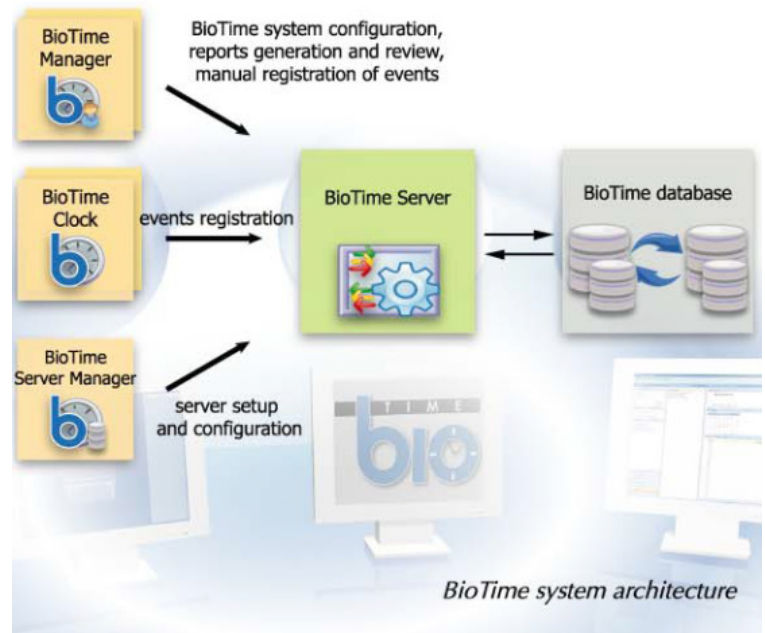 BioTime
Manager
BioTime system configuration,
reports generation and review,
manual registration of events
BioTime
Clock
events registration
BioTime Server
BioTime database
BioTime
Server Manager
server setup
and configuration
TIME
bio
BioTime system architecture